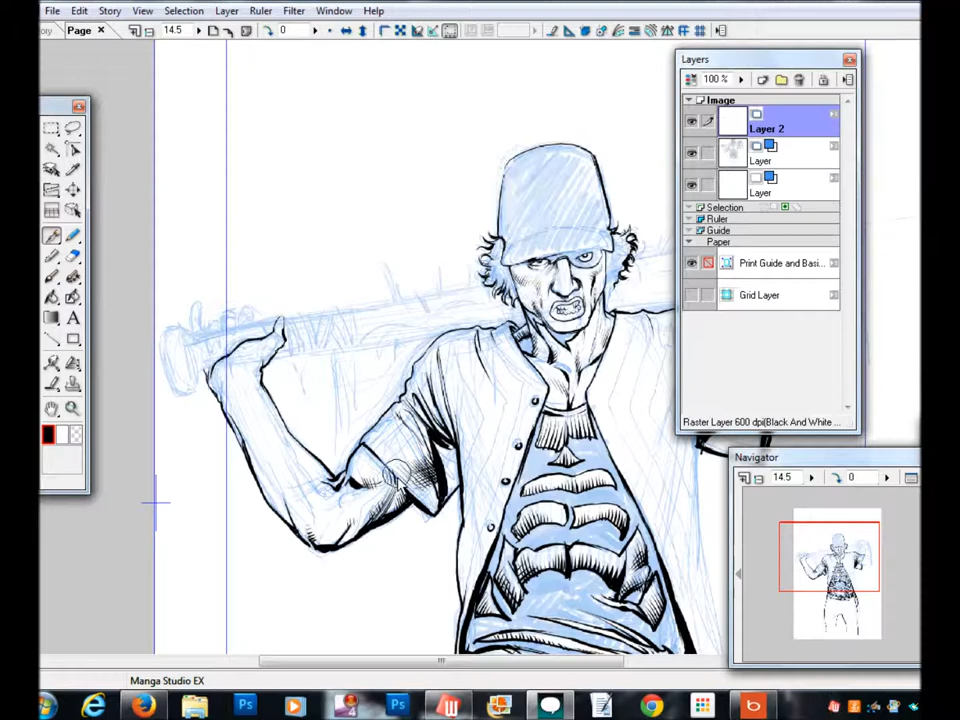 File Edit Story View Selection Layer Ruler Filter Window Help
ory Page 14.5 0
Layers
100 %
Image
Layer 2
Layer
Layer
Selection
Ruler
Guide
Paper
Print Guide and Basi...
Grid Layer
Raster Layer 600 dpi(Black And White ...
Navigator
14.5 0
Manga Studio EX